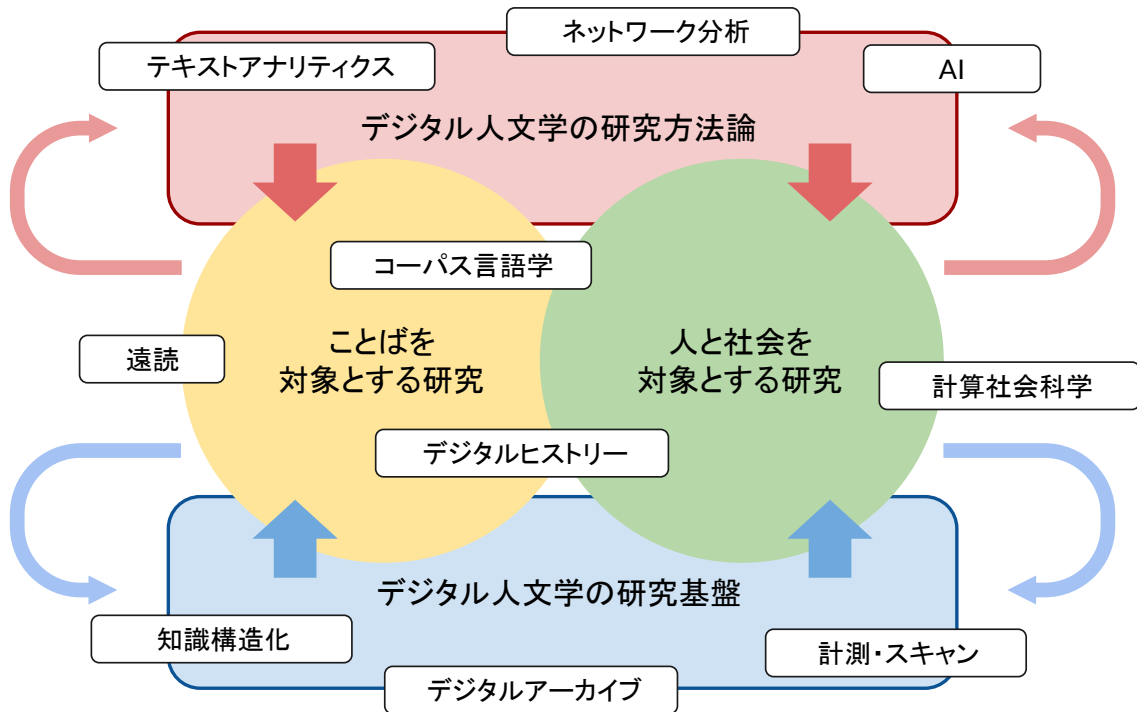 ネットワーク分析
テキストアナリティクス
AI
デジタル人文学の研究方法論
コーパス言語学
遠読
ことばを
対象とする研究
人と社会を
対象とする研究
計算社会科学
デジタルヒストリー
デジタル人文学の研究基盤
知識構造化
計測・スキャン
デジタルアーカイブ